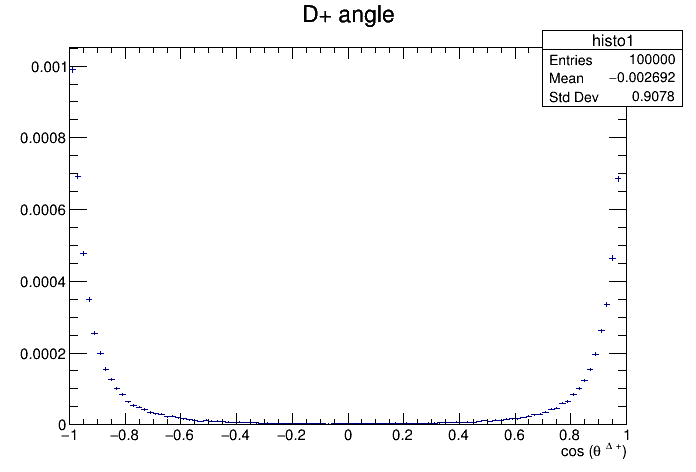 D+ angle
histo1
Entries 100000
Mean −0.002692
Std Dev 0.9078
0.001
0.0008
0.0006
0.0004
0.0002
0
−1 −0.8 −0.6 −0.4 −0.2 0 0.2 0.4 0.6 0.8 1
cos (θ Δ +)